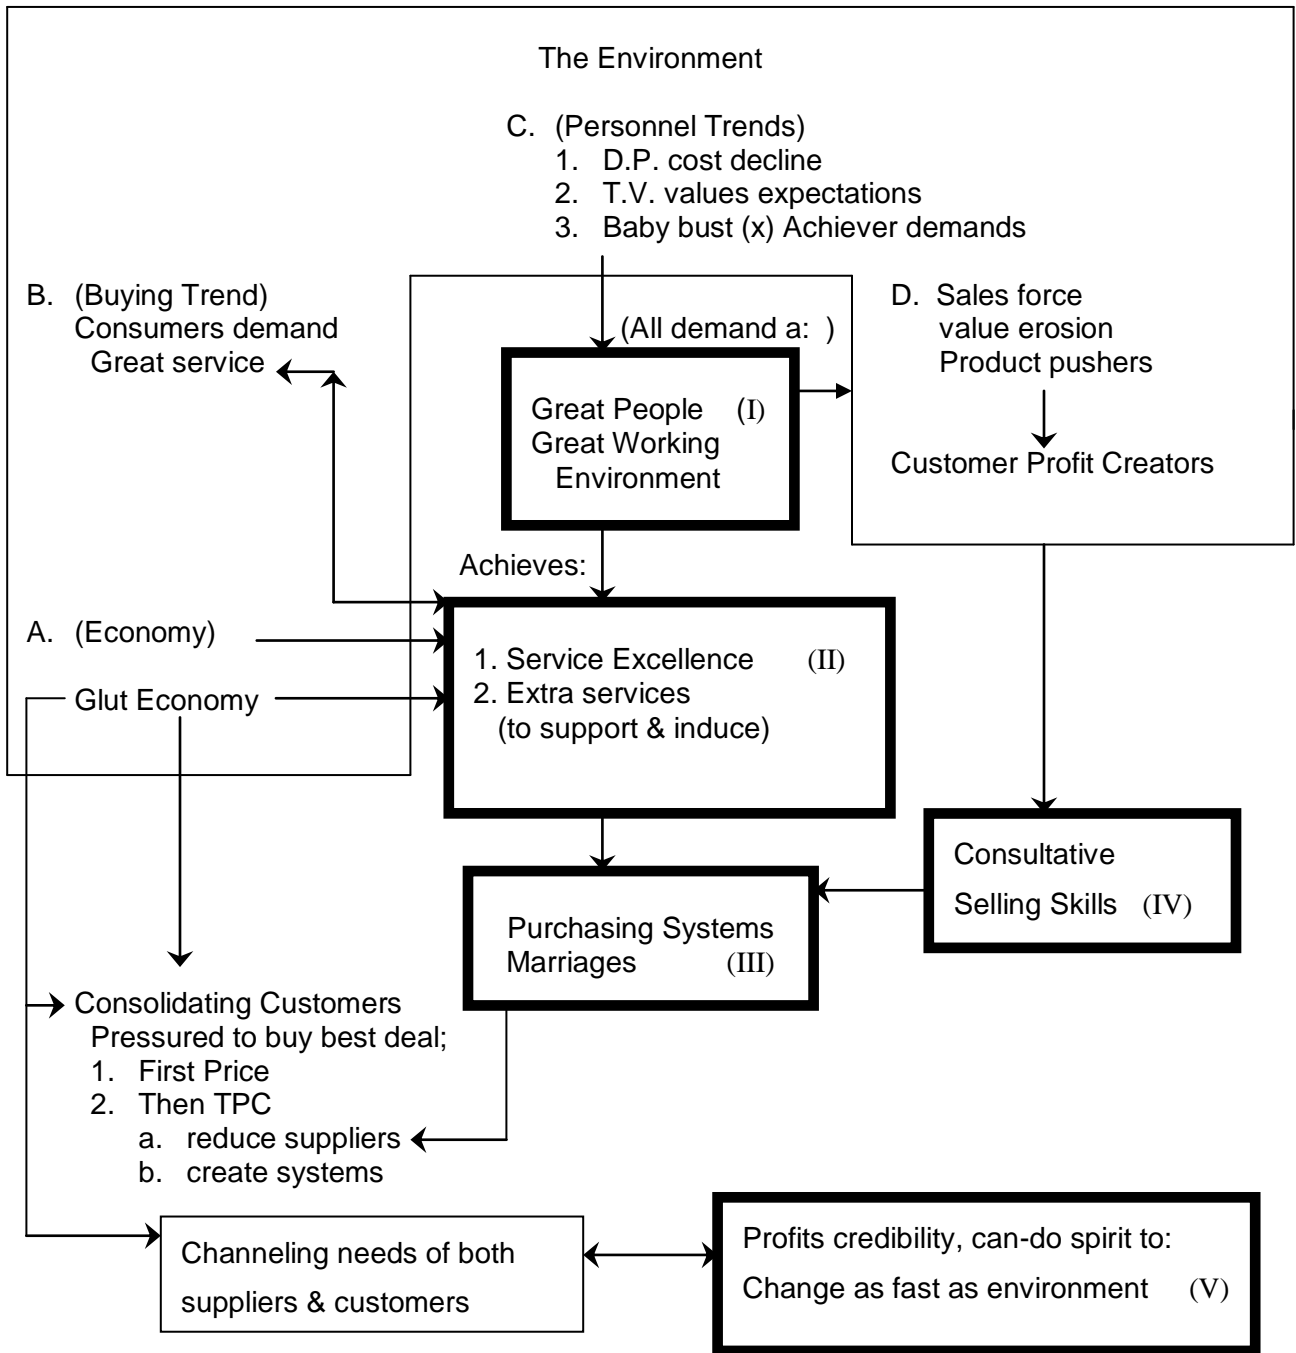 The Environment
C. (Personnel Trends)
1. D.P. cost decline
2. T.V. values expectations
3. Baby bust (x) Achiever demands
B. (Buying Trend)
Consumers demand
Great service
(All demand a: )
D. Sales force
value erosion
Product pushers
Customer Profit Creators
Great People (I)
Great Working
Environment
Achieves:
A. (Economy)
Glut Economy
1. Service Excellence (II)
2. Extra services
(to support & induce)
Consultative
Selling Skills (IV)
Purchasing Systems
Marriages (III)
Consolidating Customers
Pressured to buy best deal;
1. First Price
2. Then TPC
a. reduce suppliers
b. create systems
Channeling needs of both
suppliers & customers
Profits credibility, can-do spirit to:
Change as fast as environment (V)